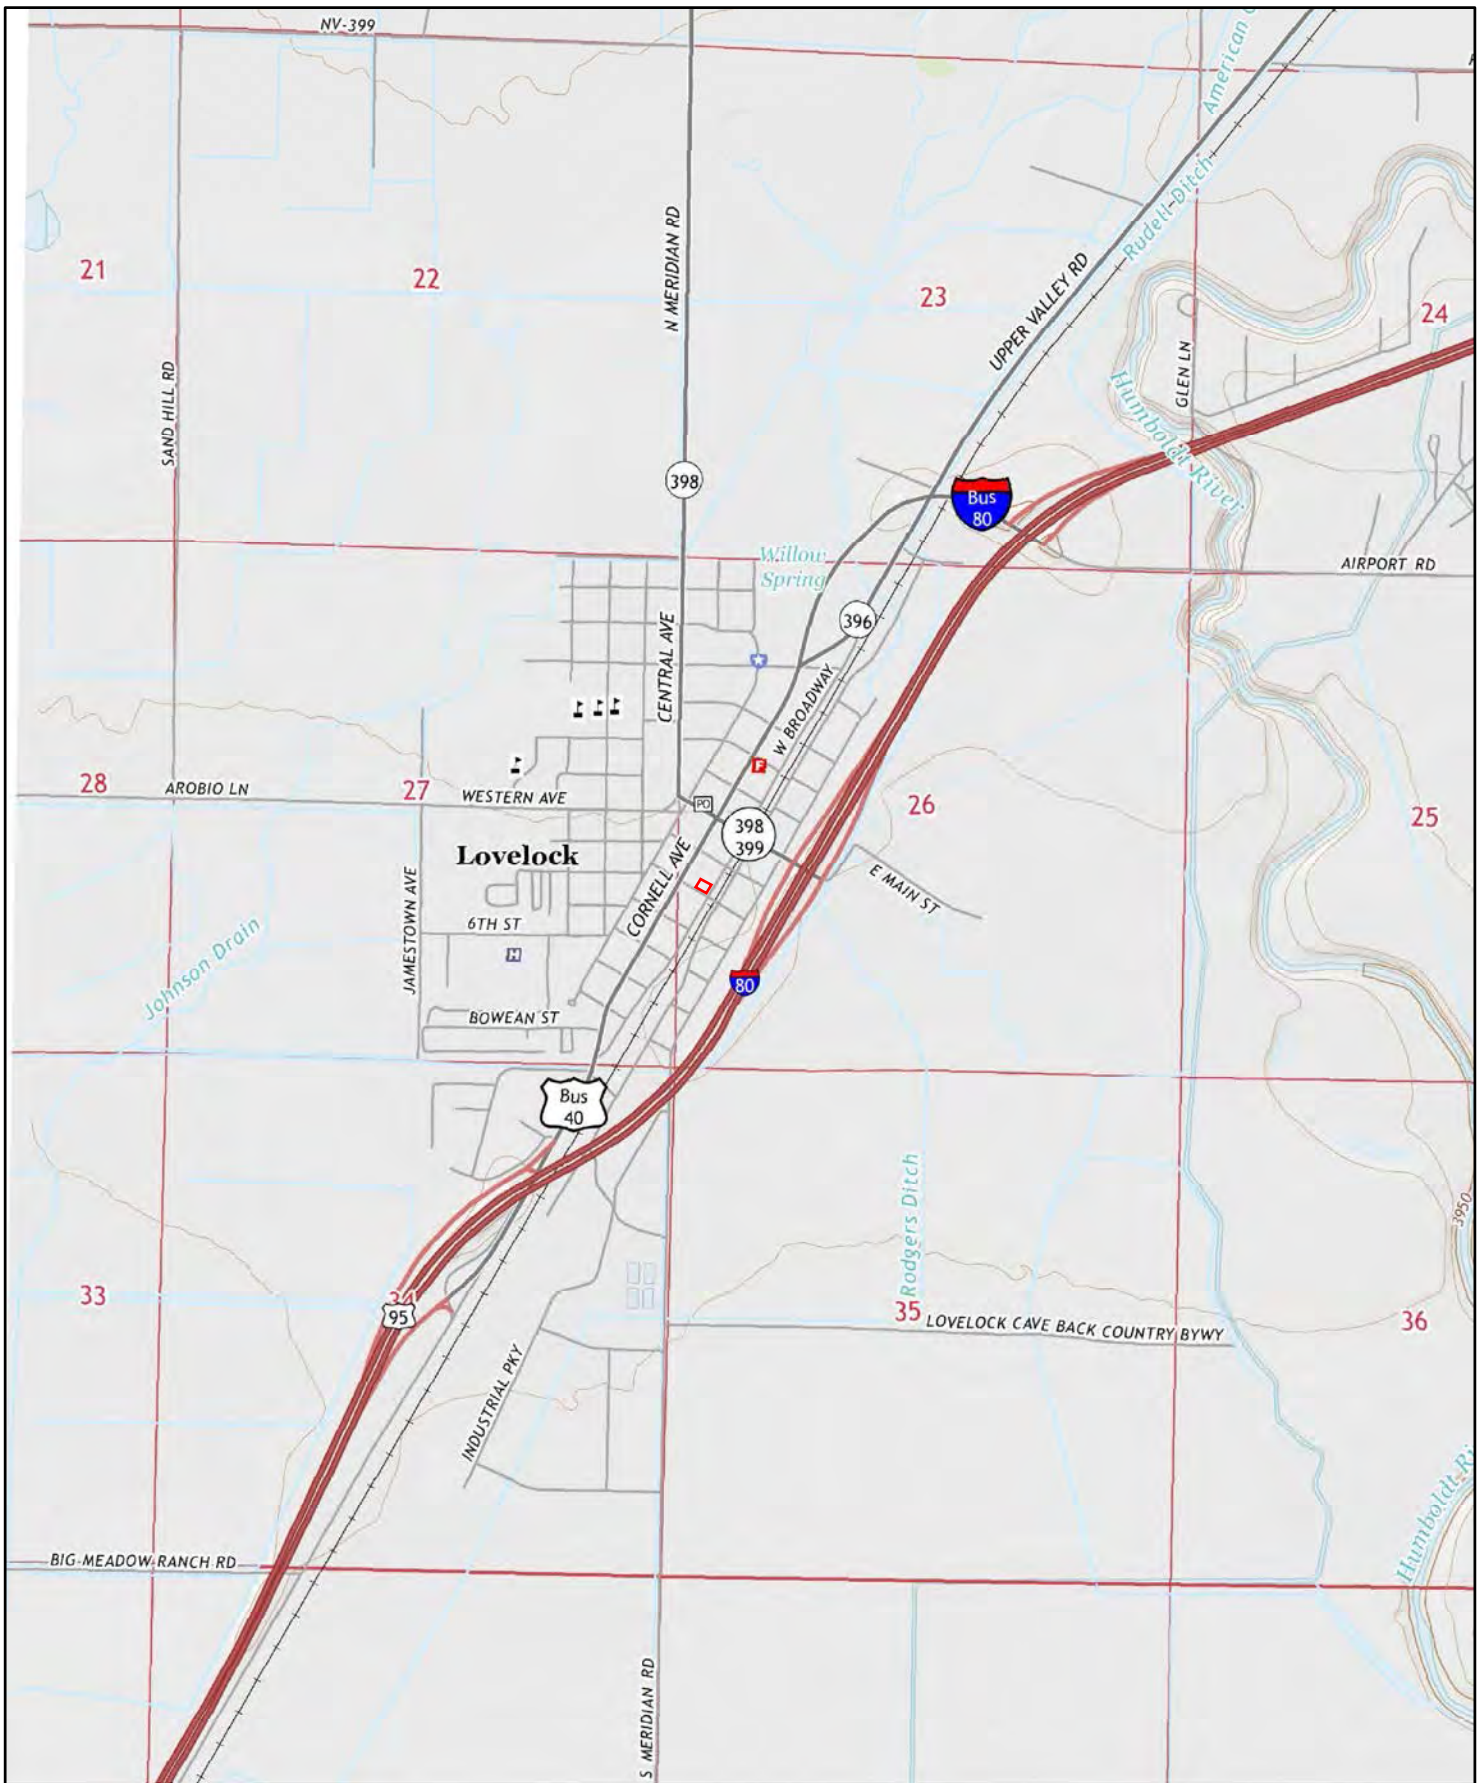 NV-399
American
Rudell Ditch
N MERIDIAN RD
21
22
23
24
UPPER VALLEY RD
GLEN LN
Humboldt River
SAND HILL RD
398
Bus
80
Willow
Spring
AIRPORT RD
396
CENTRAL AVE
W BROADWAY
F
28
AROBIO LN
27
WESTERN AVE
PO
26
25
398
399
Lovelock
CORNELL AVE
E MAIN ST
JAMESTOWN AVE
6TH ST
H
Johnson Drain
80
BOWEAN ST
Bus
40
Rodgers Ditch
3950
33
34
95
35
LOVELOCK CAVE BACK COUNTRY BYWY
36
INDUSTRIAL PKY
Humboldt Ri
BIG MEADOW RANCH RD
S MERIDIAN RD